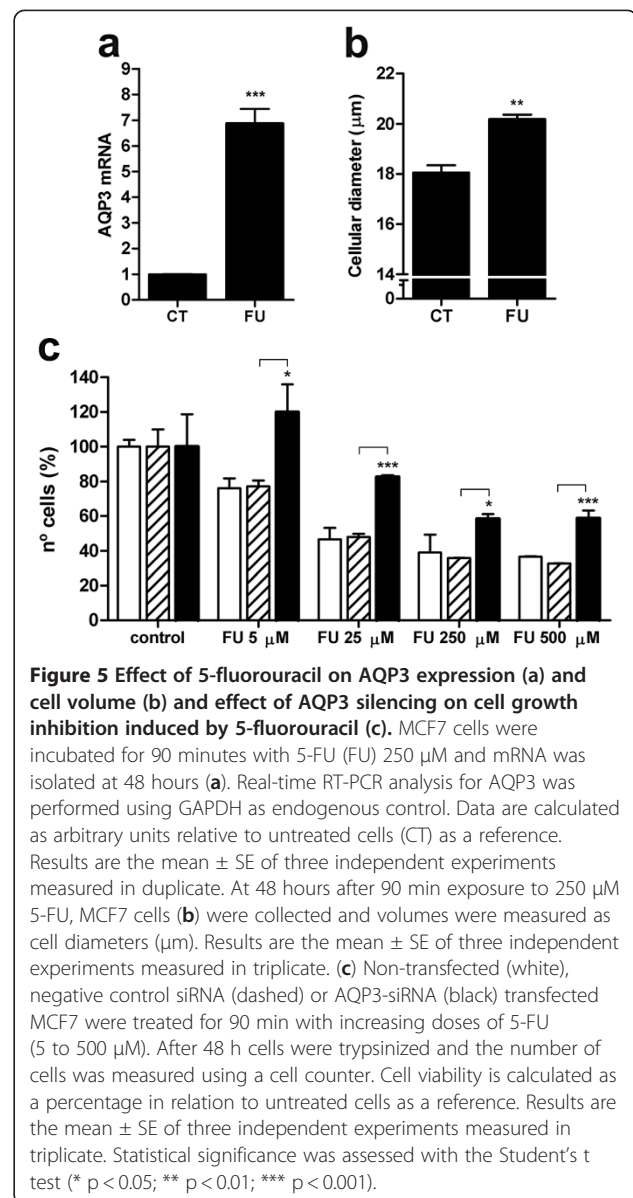 a
b
9
8
7
6
5
4
3
2
1
0
AQP3 mRNA
***
CT
FU
22
20
18
16
14
0
Cellular diameter (µm)
**
CT
FU
c
140
120
100
80
60
40
20
0
nº cells (%)
*
***
*
***
control
FU 5 µM
FU 25 µM
FU 250 µM
FU 500 µM
Figure 5 Effect of 5-fluorouracil on AQP3 expression (a) and
cell volume (b) and effect of AQP3 silencing on cell growth
inhibition induced by 5-fluorouracil (c). MCF7 cells were
incubated for 90 minutes with 5-FU (FU) 250 µM and mRNA was
isolated at 48 hours (a). Real-time RT-PCR analysis for AQP3 was
performed using GAPDH as endogenous control. Data are calculated
as arbitrary units relative to untreated cells (CT) as a reference.
Results are the mean ± SE of three independent experiments
measured in duplicate. At 48 hours after 90 min exposure to 250 µM
5-FU, MCF7 cells (b) were collected and volumes were measured as
cell diameters (µm). Results are the mean ± SE of three independent
experiments measured in triplicate. (c) Non-transfected (white),
negative control siRNA (dashed) or AQP3-siRNA (black) transfected
MCF7 were treated for 90 min with increasing doses of 5-FU
(5 to 500 µM). After 48 h cells were trypsinized and the number of
cells was measured using a cell counter. Cell viability is calculated as
a percentage in relation to untreated cells as a reference. Results are
the mean ± SE of three independent experiments measured in
triplicate. Statistical significance was assessed with the Student's t
test (* p < 0.05; ** p < 0.01; *** p < 0.001).